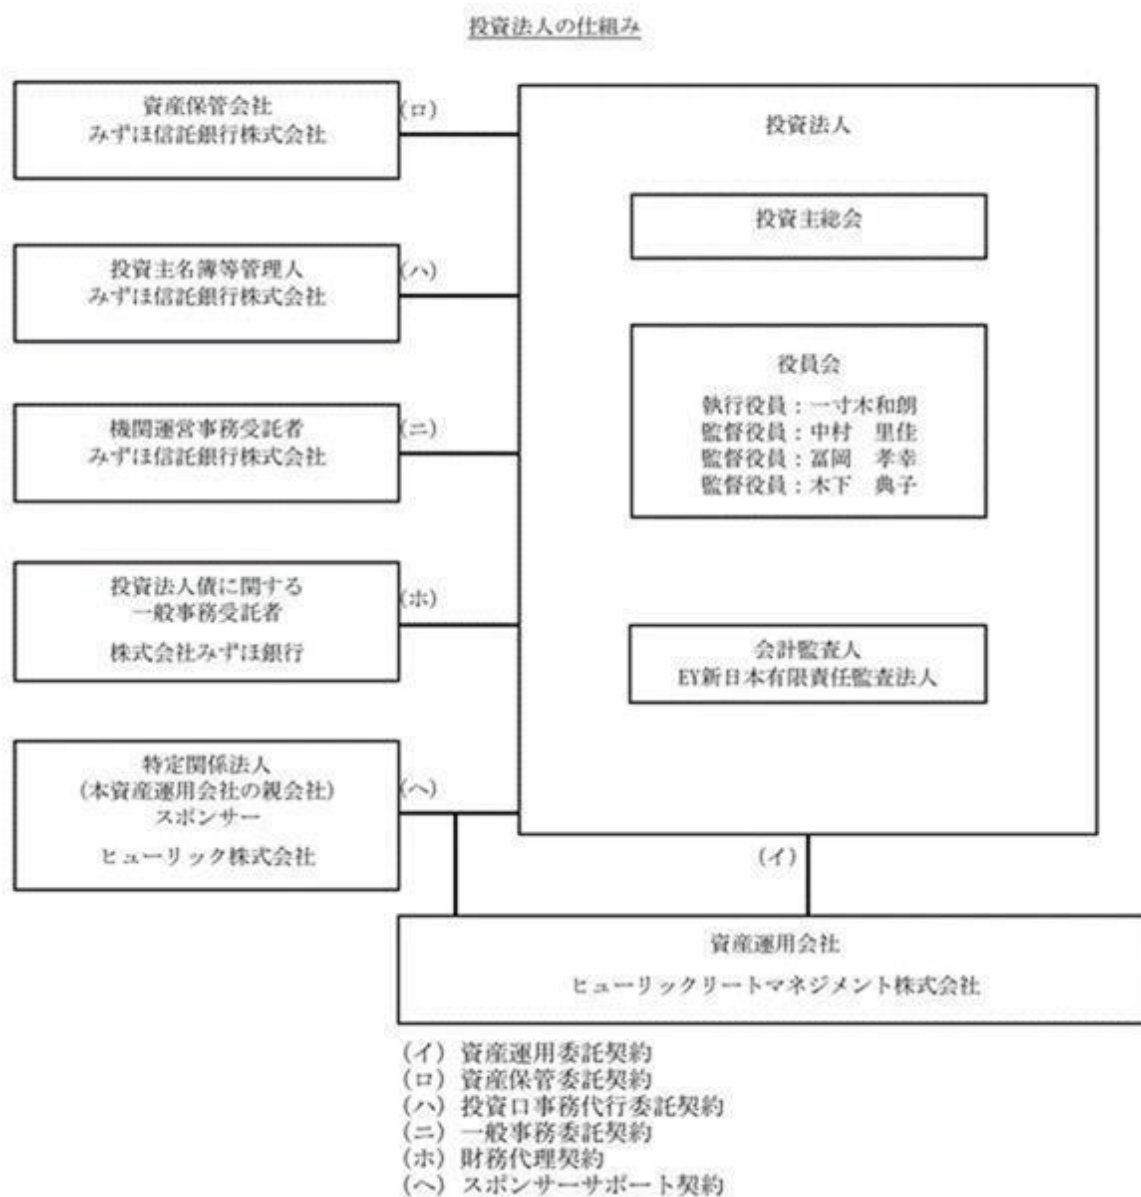 投資法人の仕組み
資産保管会社
みずほ信託銀行株式会社
(ロ)
投資主名簿等管理人
みずほ信託銀行株式会社
(ハ)
機関運営事務受託者
みずほ信託銀行株式会社
(ニ)
投資法人債に関する
一般事務受託者
株式会社みずほ銀行
(ホ)
特定関係法人
(本資産運用会社の親会社)
スポンサー
ヒューリック株式会社
(ヘ)
投資法人
投資主総会
役員会
執行役員：一寸木和朗
監督役員：中村　里佳
監督役員：冨岡　孝幸
監督役員：木下　典子
会計監査人
EY新日本有限責任監査法人
(イ)
資産運用会社
ヒューリックリートマネジメント株式会社
(イ) 資産運用委託契約
(ロ) 資産保管委託契約
(ハ) 投資口事務代行委託契約
(ニ) 一般事務委託契約
(ホ) 財務代理契約
(ヘ) スポンサーサポート契約